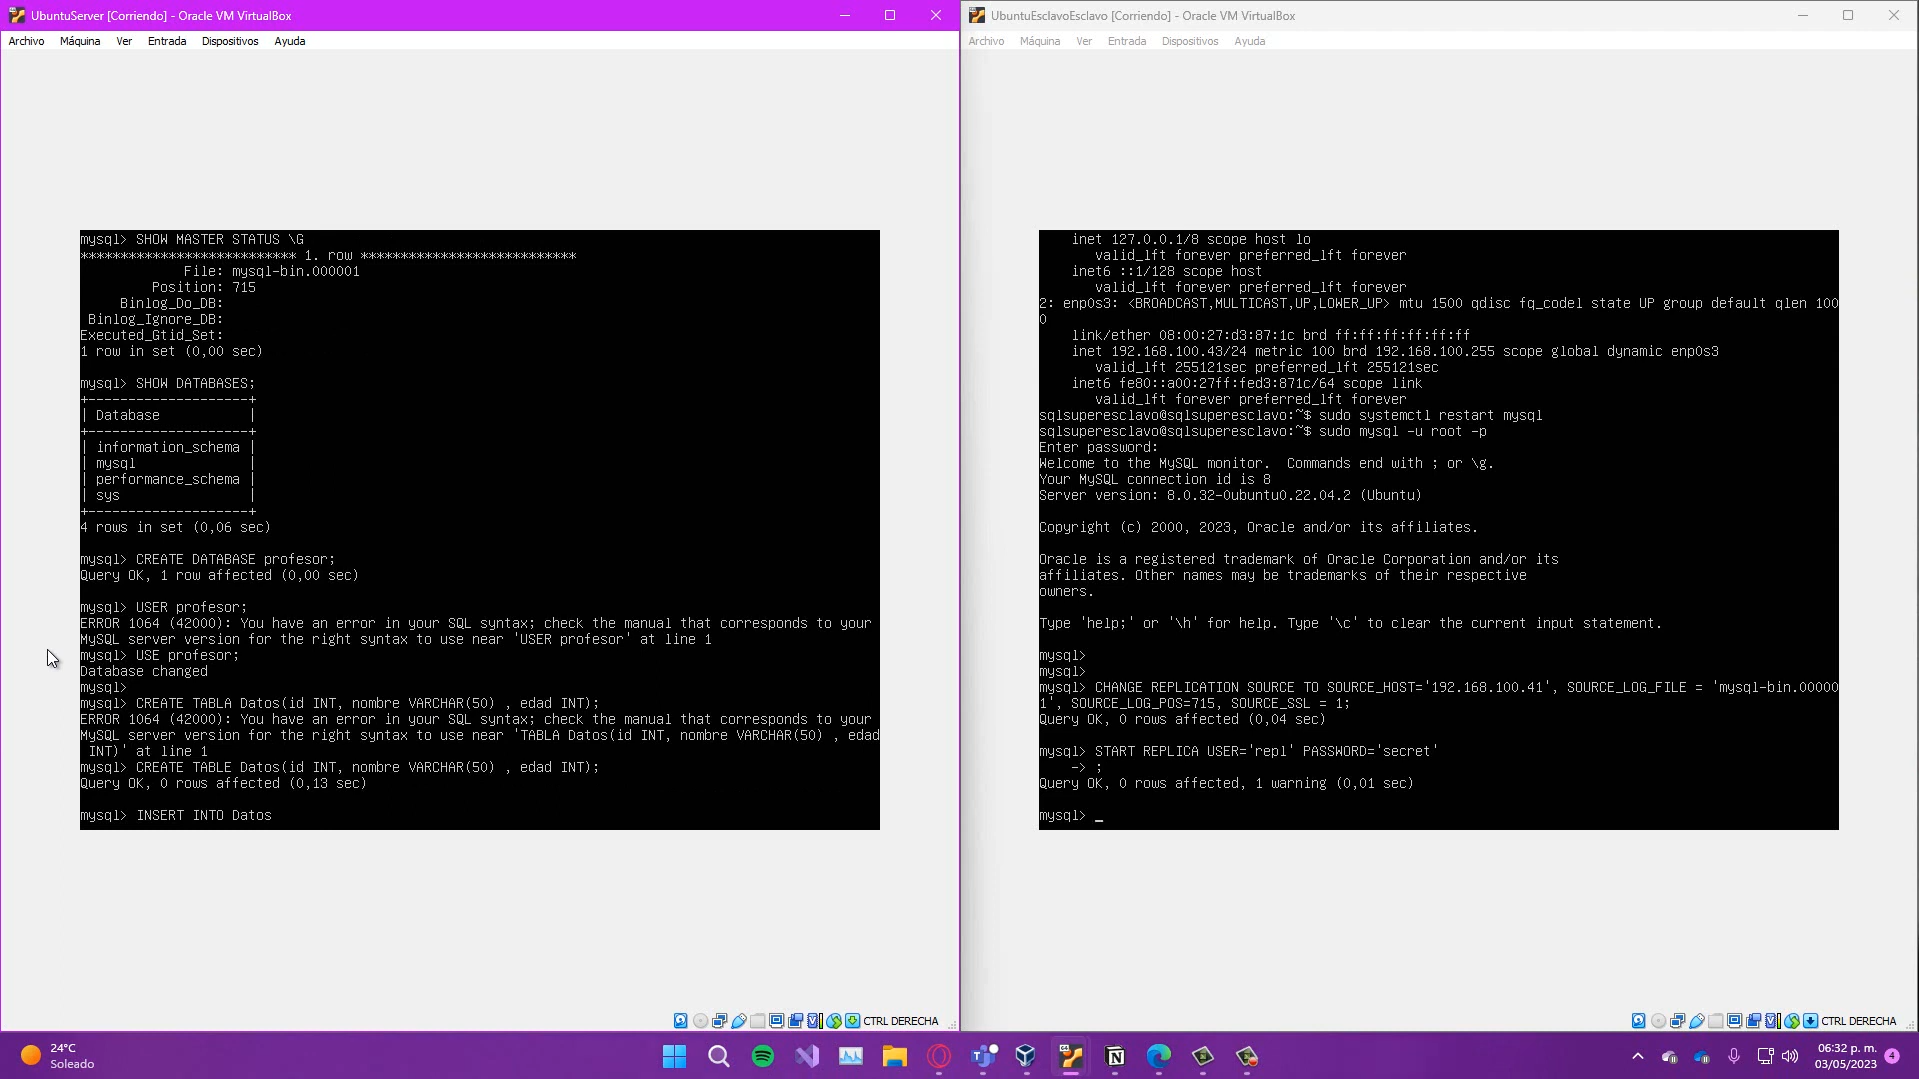 UbuntuServer [Corriendo] - Oracle VM VirtualBox
Archivo Máquina Ver Entrada Dispositivos Ayuda
mysql> SHOW MASTER STATUS \G
*************************** 1. row ***************************
File: mysql-bin.000001
Position: 715
Binlog_Do_DB:
Binlog_Ignore_DB:
Executed_Gtid_Set:
1 row in set (0,00 sec)
mysql> SHOW DATABASES;
+--------------------+
| Database           |
+--------------------+
| information_schema |
| mysql              |
| performance_schema |
| sys                |
+--------------------+
4 rows in set (0,06 sec)
mysql> CREATE DATABASE profesor;
Query OK, 1 row affected (0,00 sec)
mysql> USER profesor;
ERROR 1064 (42000): You have an error in your SQL syntax; check the manual that corresponds to your
MySQL server version for the right syntax to use near 'USER profesor' at line 1
mysql> USE profesor;
Database changed
mysql>
mysql> CREATE TABLA Datos(id INT, nombre VARCHAR(50) , edad INT);
ERROR 1064 (42000): You have an error in your SQL syntax; check the manual that corresponds to your
MySQL server version for the right syntax to use near 'TABLA Datos(id INT, nombre VARCHAR(50) , edad
INT)' at line 1
mysql> CREATE TABLE Datos(id INT, nombre VARCHAR(50) , edad INT);
Query OK, 0 rows affected (0,13 sec)
mysql> INSERT INTO Datos
CTRL DERECHA
UbuntuEsclavoEsclavo [Corriendo] - Oracle VM VirtualBox
Archivo Máquina Ver Entrada Dispositivos Ayuda
inet 127.0.0.1/8 scope host lo
valid_lft forever preferred_lft forever
inet6 ::1/128 scope host
valid_lft forever preferred_lft forever
2: enp0s3: <BROADCAST,MULTICAST,UP,LOWER_UP> mtu 1500 qdisc fq_codel state UP group default qlen 100
0
link/ether 08:00:27:d3:87:1c brd ff:ff:ff:ff:ff:ff
inet 192.168.100.43/24 metric 100 brd 192.168.100.255 scope global dynamic enp0s3
valid_lft 255121sec preferred_lft 255121sec
inet6 fe80::a00:27ff:fed3:871c/64 scope link
valid_lft forever preferred_lft forever
sqlsuperesclavo@sqlsuperesclavo:~$ sudo systemctl restart mysql
sqlsuperesclavo@sqlsuperesclavo:~$ sudo mysql -u root -p
Enter password:
Welcome to the MySQL monitor.  Commands end with ; or \g.
Your MySQL connection id is 8
Server version: 8.0.32-0ubuntu0.22.04.2 (Ubuntu)
Copyright (c) 2000, 2023, Oracle and/or its affiliates.
Oracle is a registered trademark of Oracle Corporation and/or its
affiliates. Other names may be trademarks of their respective
owners.
Type 'help;' or '\h' for help. Type '\c' to clear the current input statement.
mysql>
mysql>
mysql> CHANGE REPLICATION SOURCE TO SOURCE_HOST='192.168.100.41', SOURCE_LOG_FILE = 'mysql-bin.00000
1', SOURCE_LOG_POS=715, SOURCE_SSL = 1;
Query OK, 0 rows affected (0,04 sec)
mysql> START REPLICA USER='repl' PASSWORD='secret'
-> ;
Query OK, 0 rows affected, 1 warning (0,01 sec)
mysql> _
CTRL DERECHA
24°C
Soleado
06:32 p. m.
03/05/2023
4